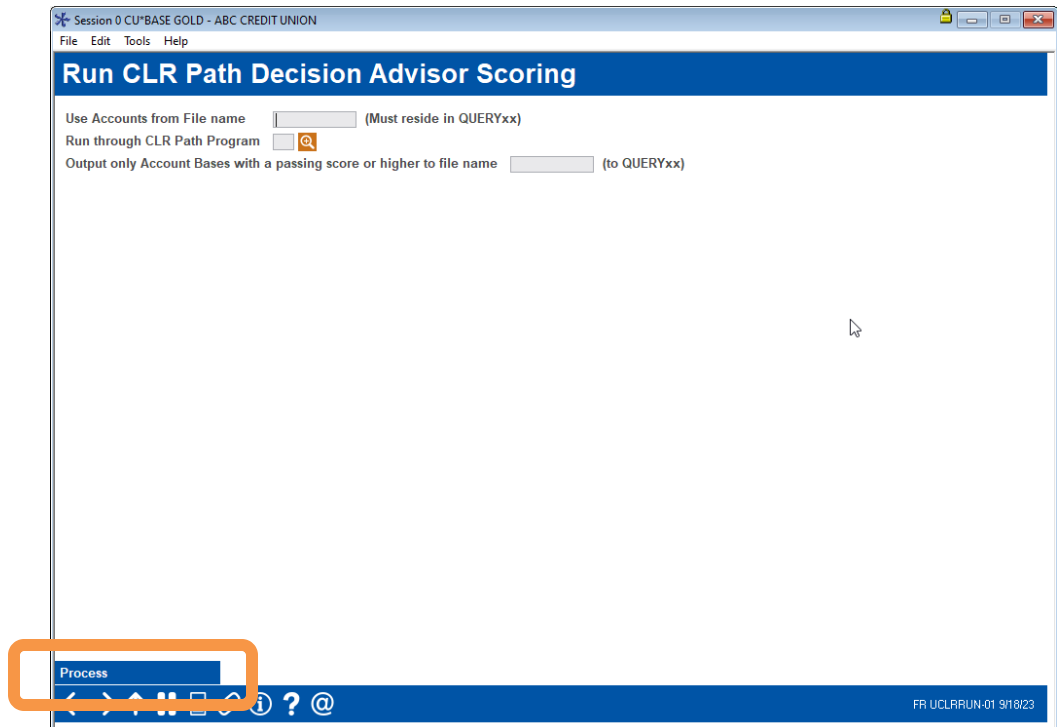 Session 0 CU*BASE GOLD - ABC CREDIT UNION
File Edit Tools Help
Run CLR Path Decision Advisor Scoring
Use Accounts from File name (Must reside in QUERYxx)
Run through CLR Path Program
Output only Account Bases with a passing score or higher to file name (to QUERYxx)
Process
? @
FR UCLRRUN-01 9/18/23